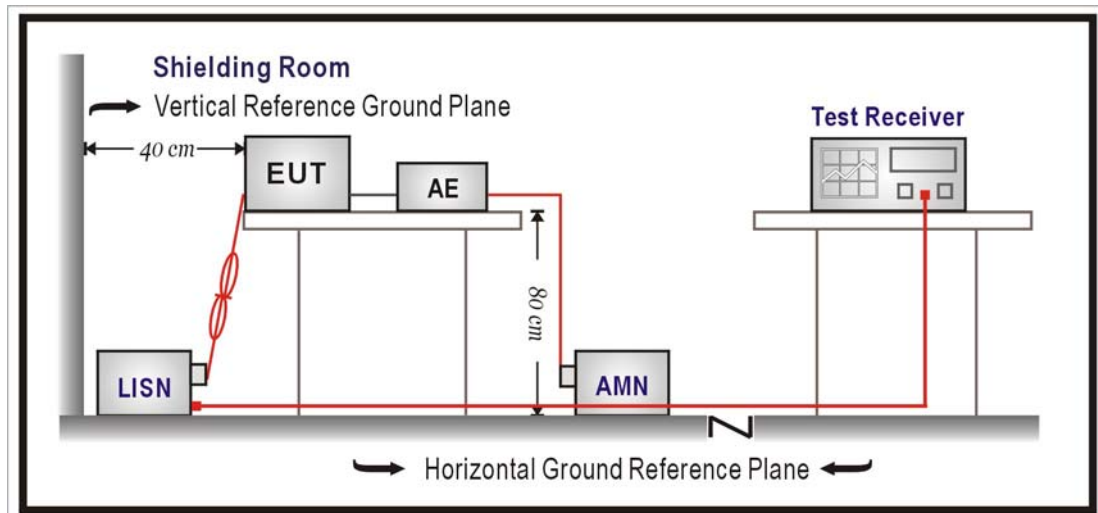 Shielding Room
Vertical Reference Ground Plane
Test Receiver
40 cm
EUT
AE
80 cm
LISN
AMN
Horizontal Ground Reference Plane